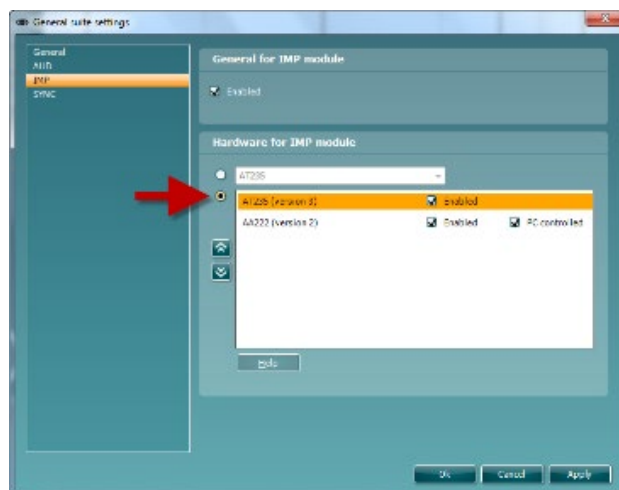 General suite settings
General
AUD
IMP
SYNC
General for IMP module
Enabled
Hardware for IMP module
AT235
AT235 (version 3) Enabled
AA222 (version 2) Enabled PC controlled
Help
Ok Cancel Apply